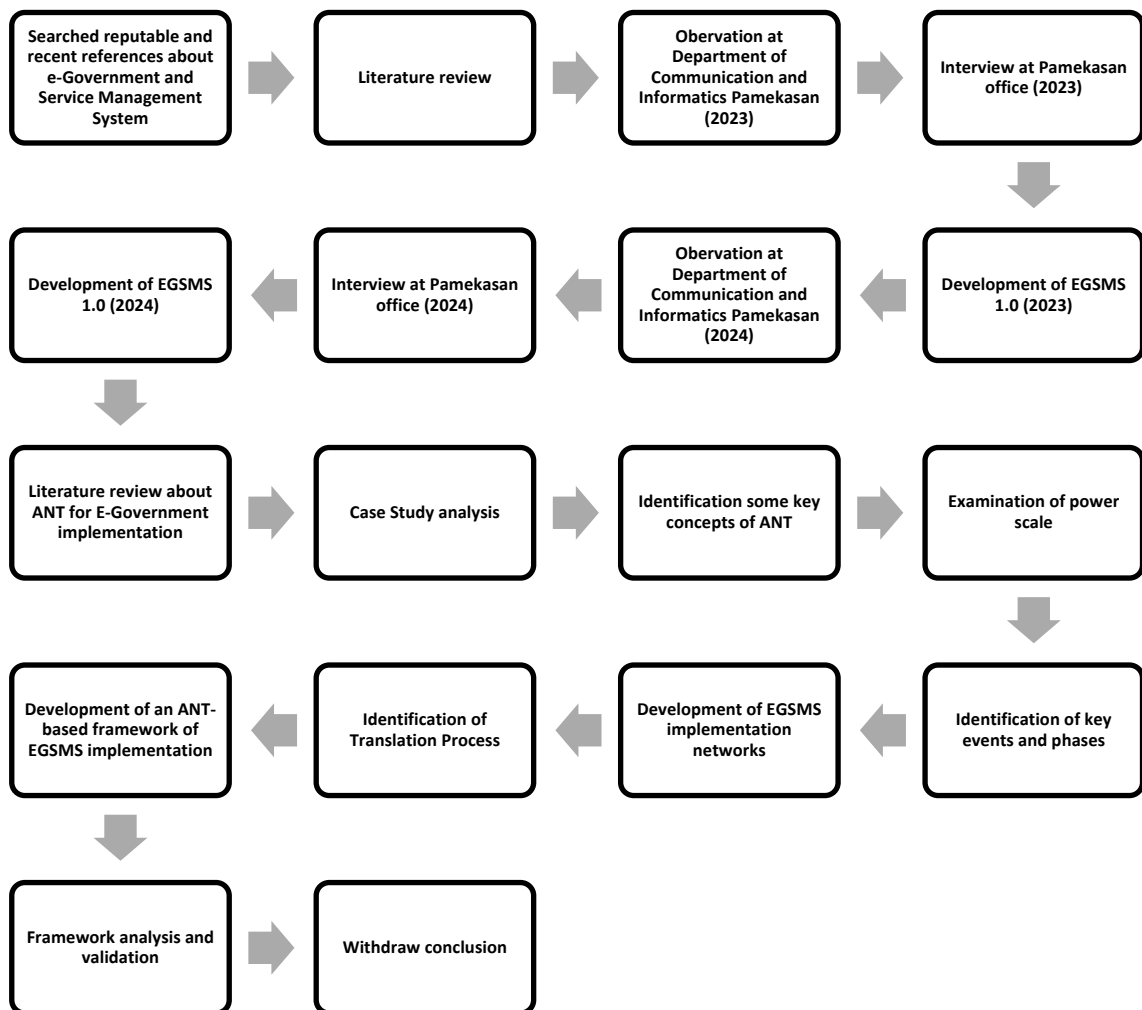 Searched reputable and
recent references about
e-Government and
Service Management
System
Literature review
Obervation at
Department of
Communication and
Informatics Pamekasan
(2023)
Interview at Pamekasan
office (2023)
Development of EGSMS
1.0 (2023)
Obervation at
Department of
Communication and
Informatics Pamekasan
(2024)
Interview at Pamekasan
office (2024)
Development of EGSMS
1.0 (2024)
Literature review about
ANT for E-Government
implementation
Case Study analysis
Identification some key
concepts of ANT
Examination of power
scale
Identification of key
events and phases
Development of EGSMS
implementation
networks
Identification of
Translation Process
Development of an ANT-
based framework of
EGSMS implementation
Framework analysis and
validation
Withdraw conclusion